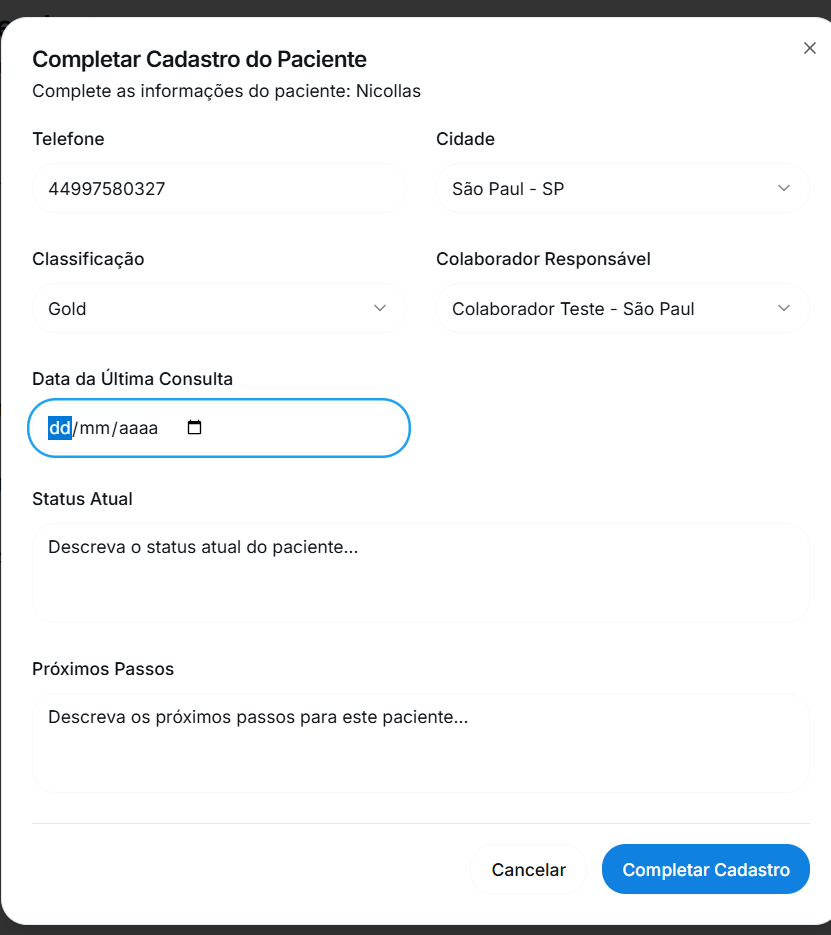 Completar Cadastro do Paciente
Complete as informações do paciente: Nicollas
Telefone
Cidade
44997580327
São Paul - SP
Classificação
Colaborador Responsável
Gold
Colaborador Teste - São Paul
Data da Última Consulta
dd/mm/aaaa
Status Atual
Descreva o status atual do paciente...
Próximos Passos
Descreva os próximos passos para este paciente...
Cancelar
Completar Cadastro